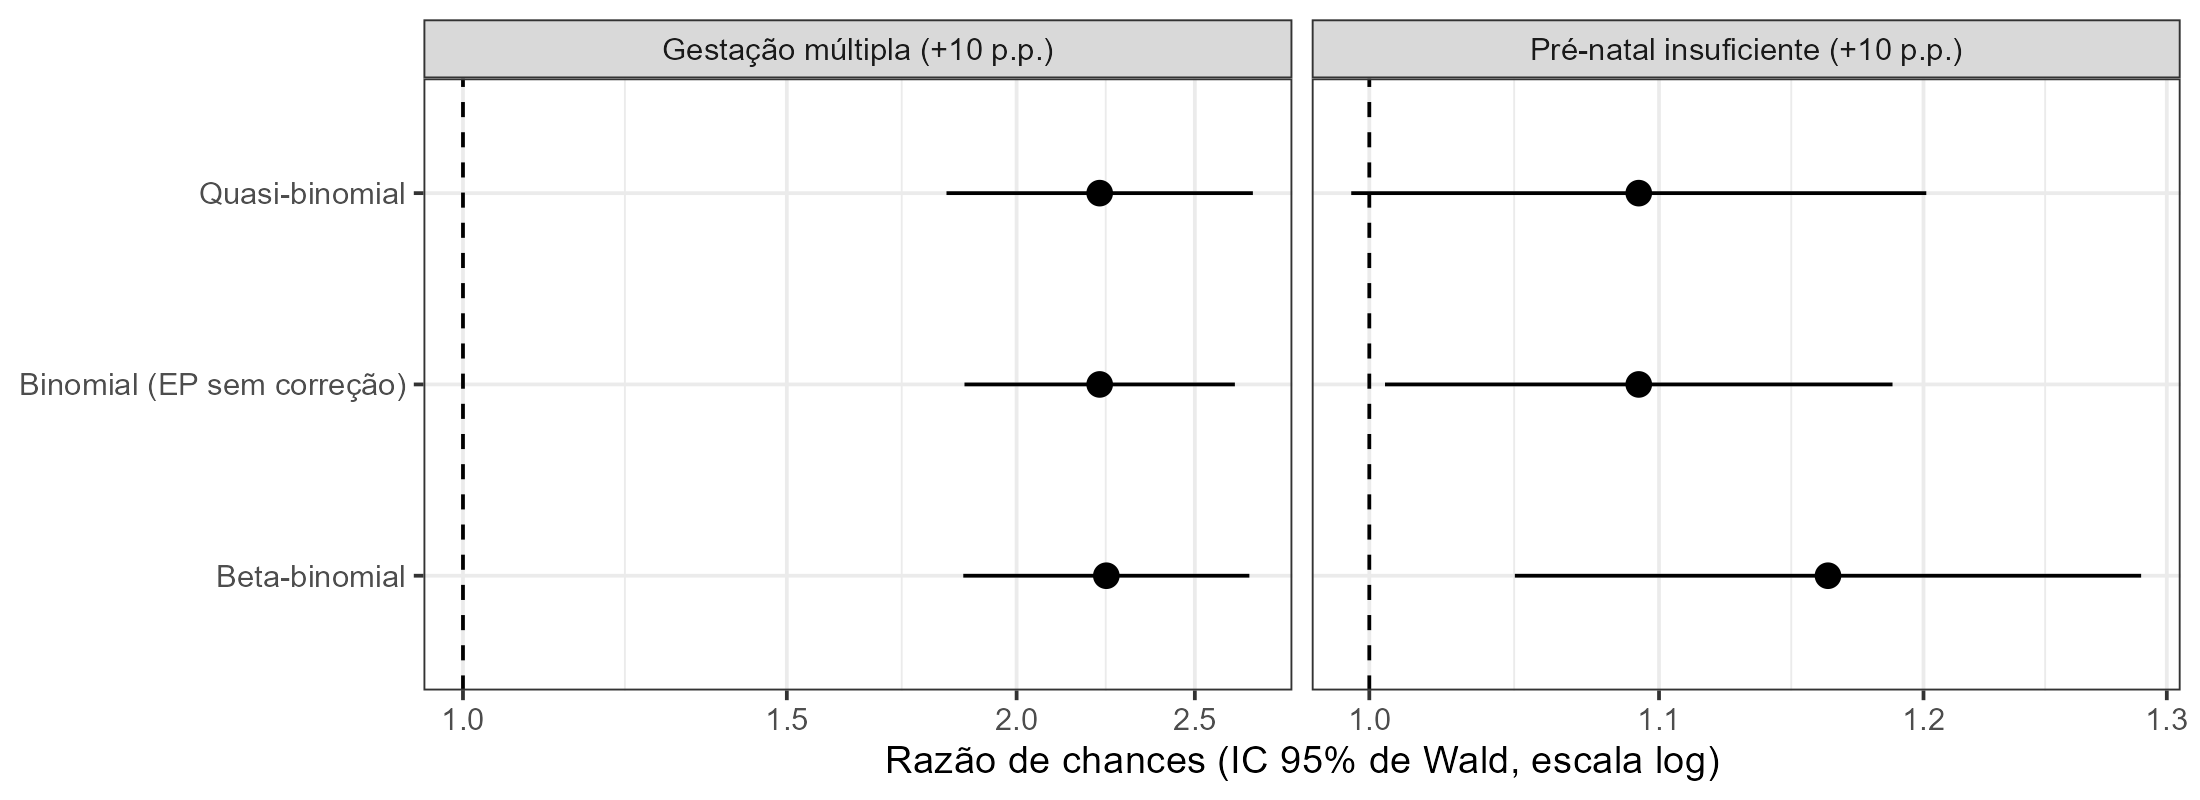 Gestação múltipla (+10 p.p.)
Pré-natal insuficiente (+10 p.p.)
Quasi-binomial
Binomial (EP sem correção)
Beta-binomial
1.0 1.5 2.0 2.5
1.0 1.1 1.2 1.3
Razão de chances (IC 95% de Wald, escala log)